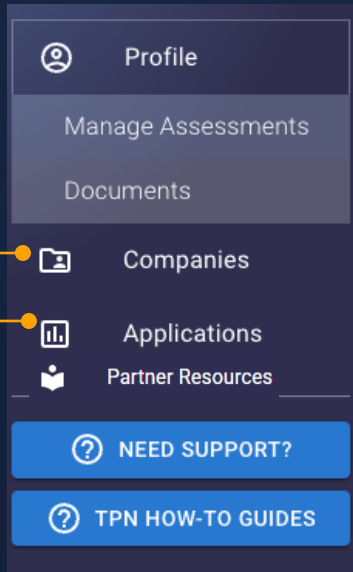 Profile
Manage Assessments
Documents
Companies
Applications
Partner Resources
NEED SUPPORT?
TPN HOW-TO GUIDES